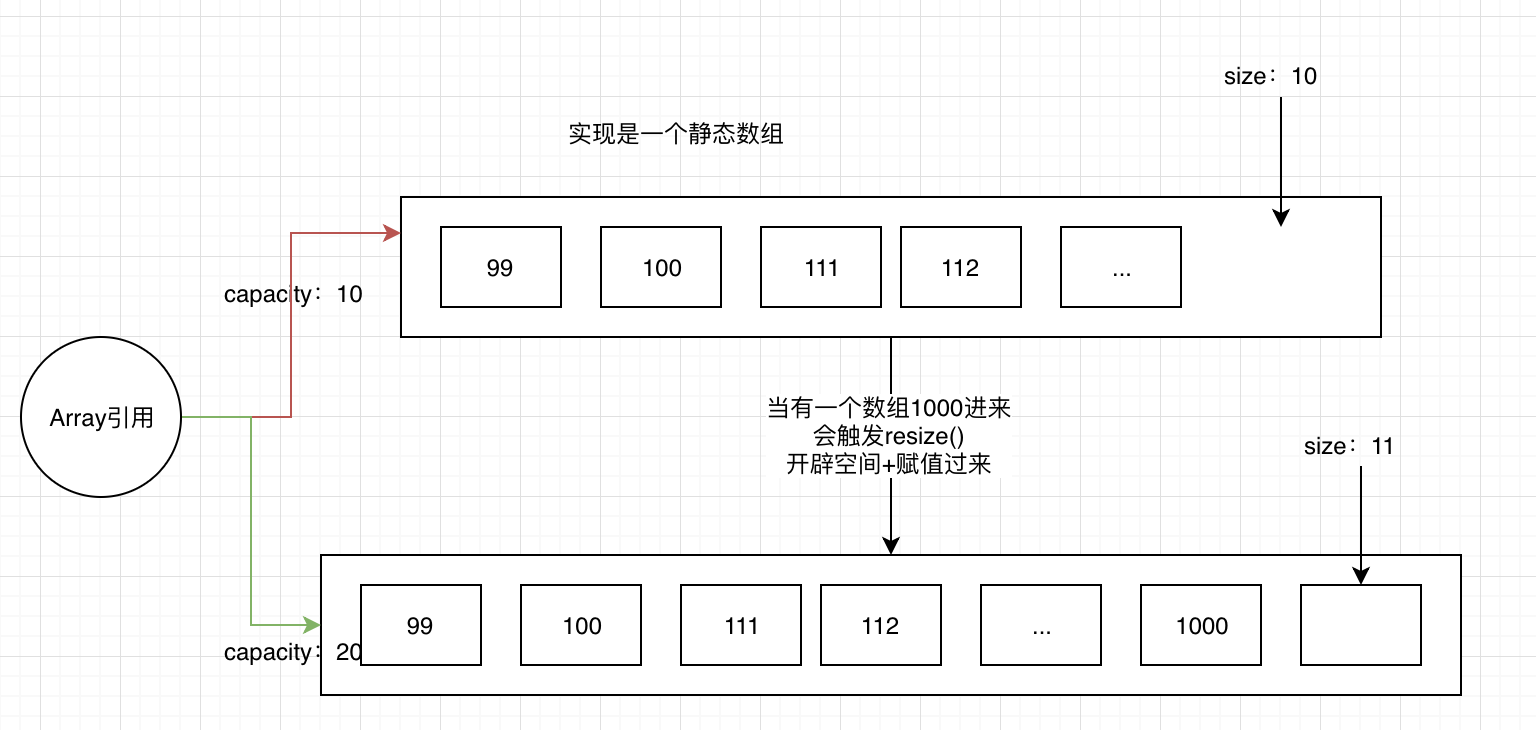 size：10
实现是一个静态数组
99
100
111
112
...
capacity：10
Array引用
当有一个数组1000进来
会触发resize()
开辟空间+赋值过来
size：11
99
100
111
112
...
1000
capacity：20